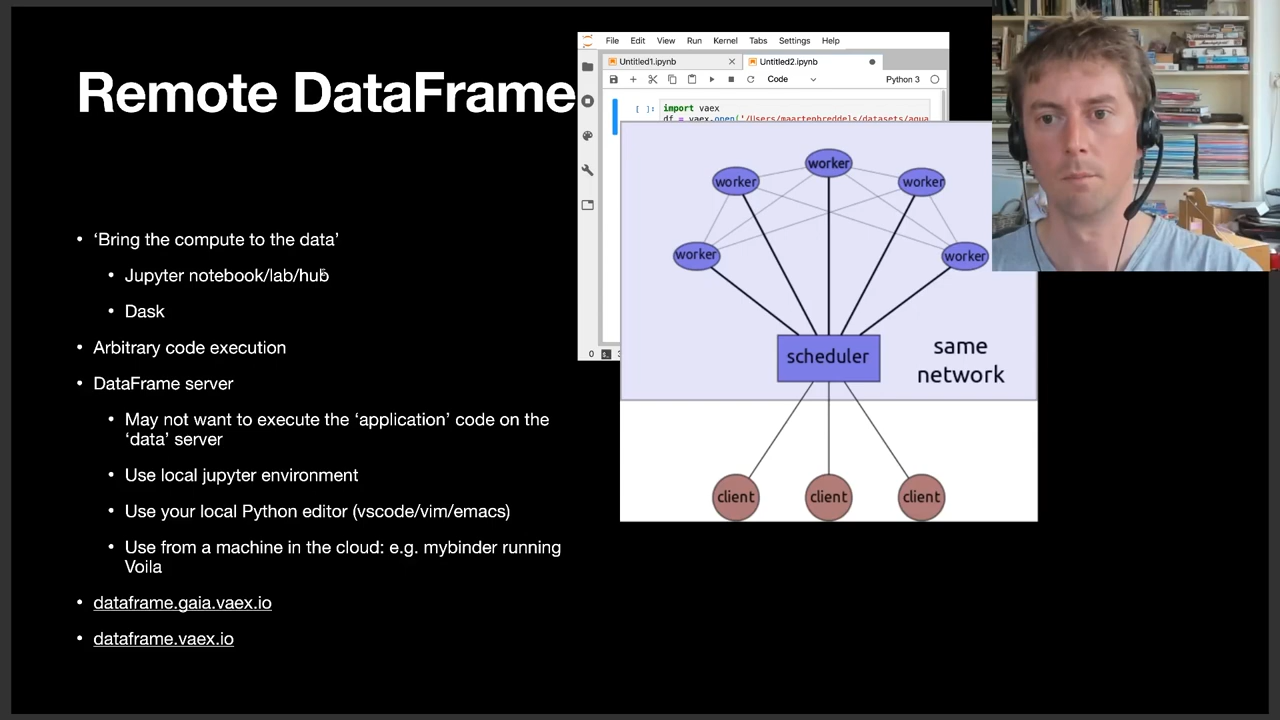 Remote DataFrame
‘Bring the compute to the data’
Jupyter notebook/lab/hub
Dask
Arbitrary code execution
DataFrame server
May not want to execute the ‘application’ code on the
‘data’ server
Use local jupyter environment
Use your local Python editor (vscode/vim/emacs)
Use from a machine in the cloud: e.g. mybinder running
Voila
dataframe.gaia.vaex.io
dataframe.vaex.io
File Edit View Run Kernel Tabs Settings Help
Untitled1.ipynb
Untitled2.ipynb
Code
Python 3
[ ]: import vaex
df = vaex.open('/Users/maartenbreddels/datasets/aqua
0
worker
worker
worker
worker
worker
scheduler
same
network
client
client
client